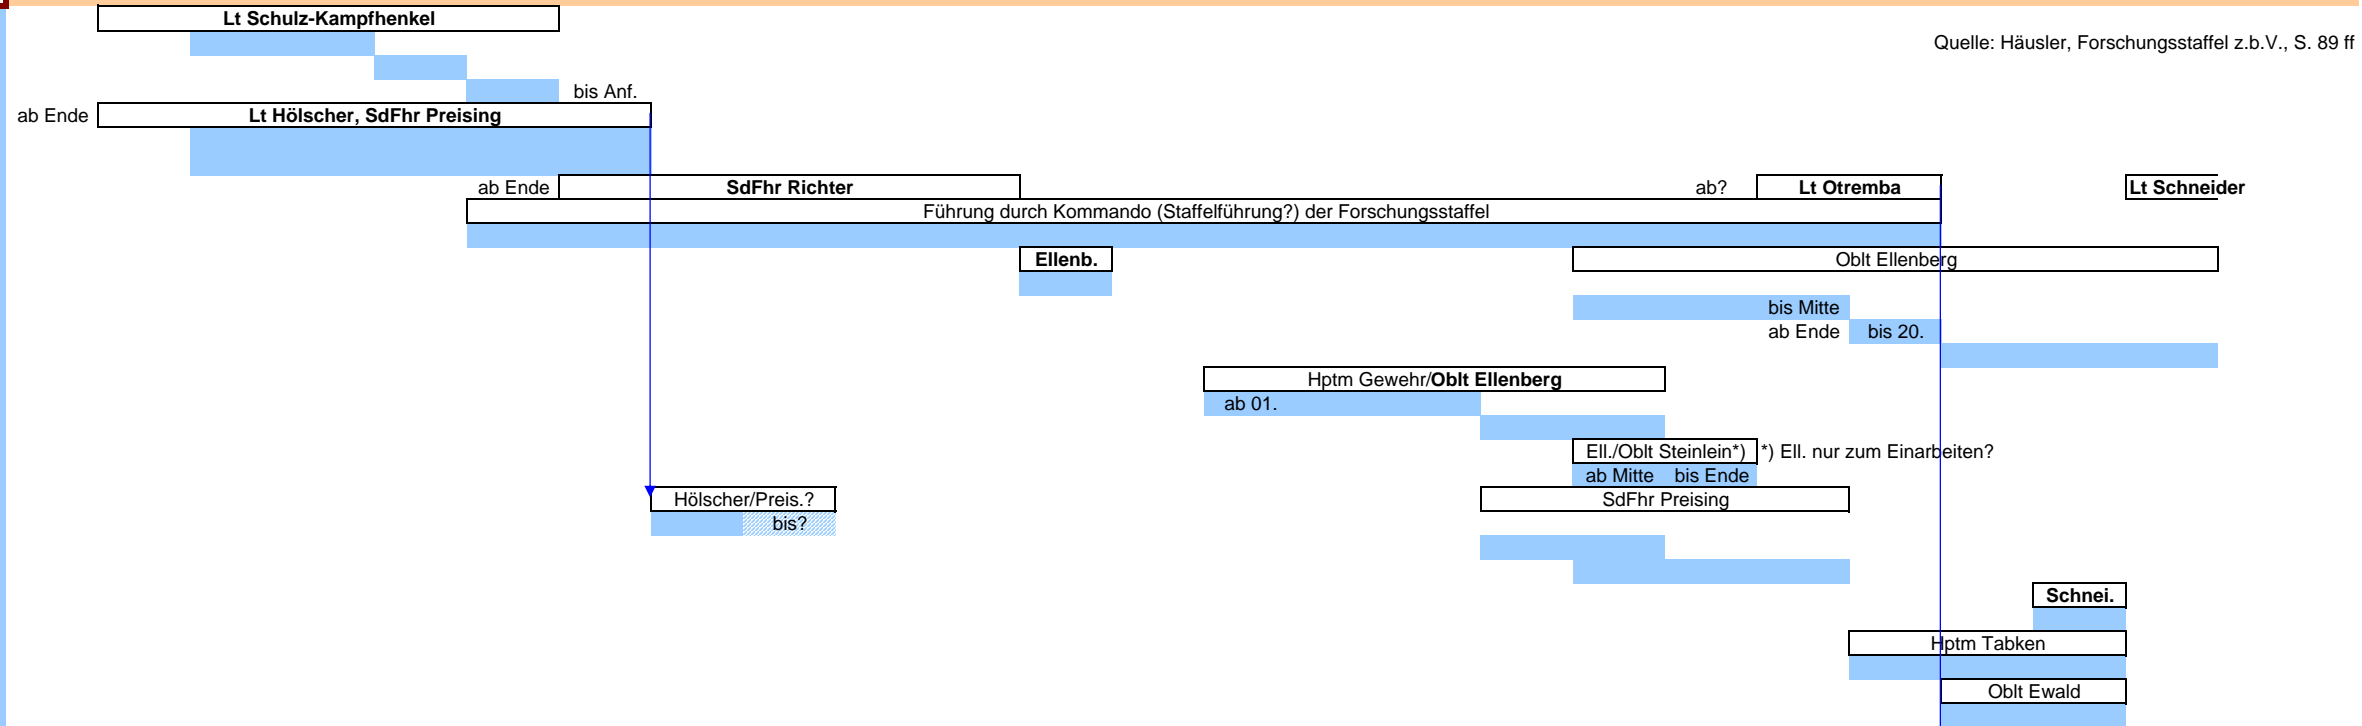 Lt Schulz-Kampfhenkel
Quelle: Häusler, Forschungsstaffel z.b.V., S. 89 ff
bis Anf.
ab Ende Lt Hölscher, SdFhr Preising
ab Ende SdFhr Richter ab? Lt Otremba Lt Schneider
Führung durch Kommando (Staffelführung?) der Forschungsstaffel
Ellenb. Oblt Ellenberg
bis Mitte
ab Ende bis 20.
Hptm Gewehr/Oblt Ellenberg
ab 01.
Ell./Oblt Steinlein*) *) Ell. nur zum Einarbeiten?
ab Mitte bis Ende
Hölscher/Preis.? SdFhr Preising
bis?
Schnei.
Hptm Tabken
Oblt Ewald